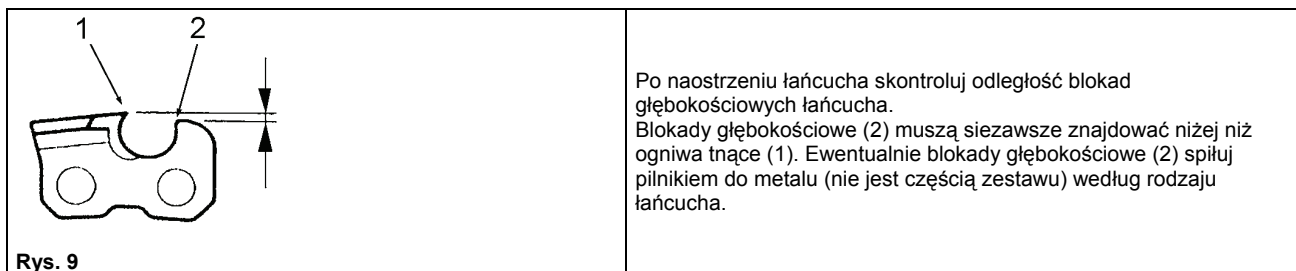 1 2
Rys. 9
Po naostrzeniu łańcucha skontroluj odległość blokad
głębokościowych łańcucha.
Blokady głębokościowe (2) muszą siezawsze znajdować niżej niż
ogniwa tnące (1). Ewentualnie blokady głębokościowe (2) spiłuj
pilnikiem do metalu (nie jest częścią zestawu) według rodzaju
łańcucha.